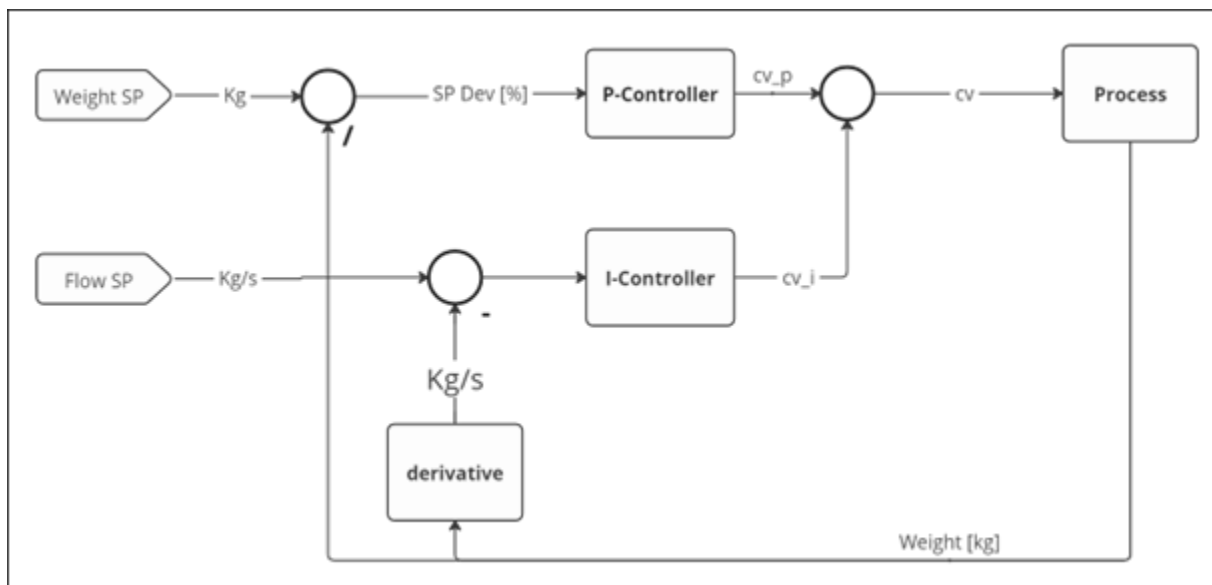 Weight SP
Kg
SP Dev [%]
P-Controller
cv_p
cv
Process
/
Flow SP
Kg/s
I-Controller
cv_i
-
Kg/s
derivative
Weight [kg]